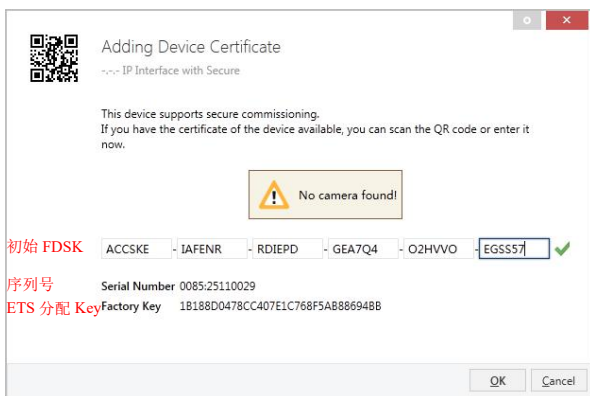 Adding Device Certificate
-.-.- IP Interface with Secure
This device supports secure commissioning.
If you have the certificate of the device available, you can scan the QR code or enter it
now.
No camera found!
初始 FDSK ACCSKE - IAFENR - RDIEPD - GEA7Q4 - O2HVVO - EGSS57
序列号 Serial Number 0085:25110029
ETS 分配 Key Factory Key 1B188D0478CC407E1C768F5AB88694BB
OK Cancel